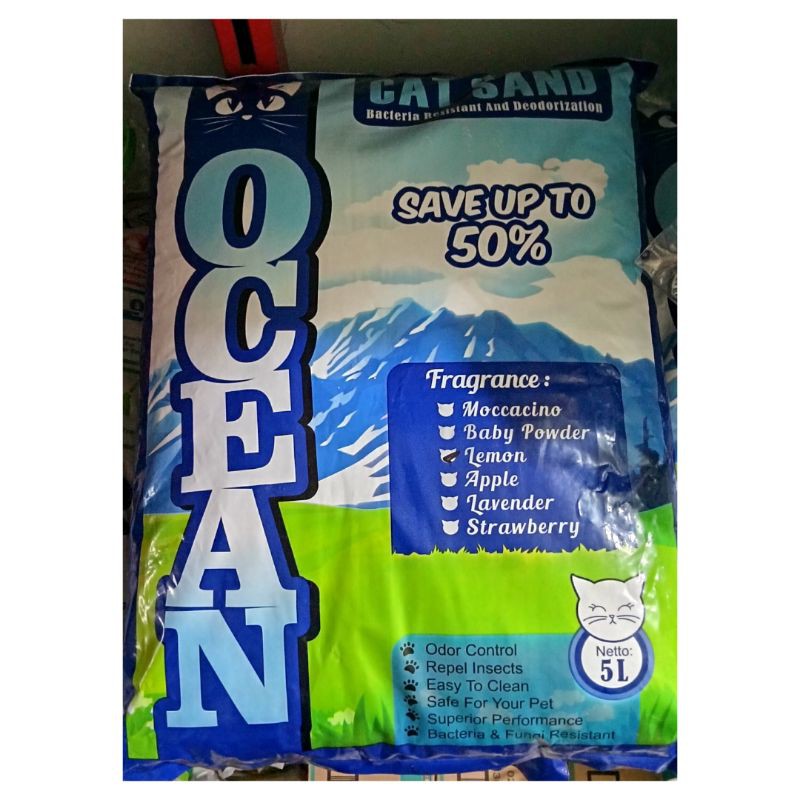 CAT SAND
Bacteria Resistant And Deodorization
OCEAN
SAVE UP TO
50%
Fragrance:
Moccacino
Baby Powder
Lemon
Apple
Lavender
Strawberry
Odor Control
Repel Insects
Easy To Clean
Safe For Your Pet
Superior Performance
Bacteria & Fungi Resistant
Netto:
5L